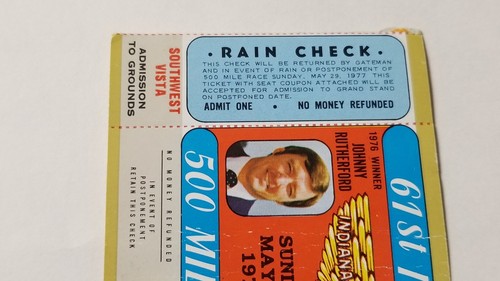 • RAIN CHECK •
THIS CHECK WILL BE RETURNED BY GATEMAN
AND IN EVENT OF RAIN OR POSTPONEMENT OF
500 MILE RACE SUNDAY, MAY 29, 1977 THIS
TICKET WITH SEAT COUPON ATTACHED WILL BE
ACCEPTED FOR ADMISSION TO GRAND STAND
ON POSTPONED DATE.
ADMIT ONE • NO MONEY REFUNDED
SOUTHWEST
VISTA
ADMISSION
TO GROUNDS
NO MONEY REFUNDED
IN EVENT OF
POSTPONEMENT
RETAIN THIS CHECK
61st
1976 WINNER
JOHNNY
RUTHERFORD
INDIANA
500 MIL
SUN
MAY